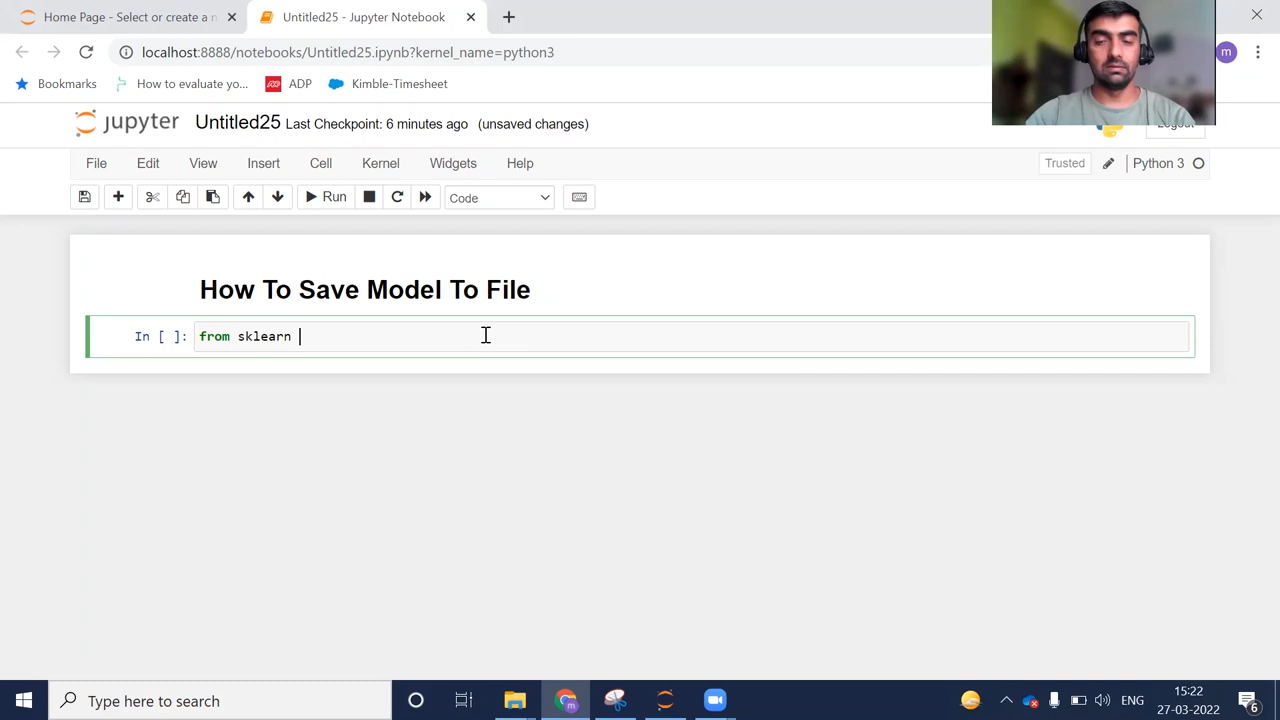 Home Page - Select or create a n
Untitled25 - Jupyter Notebook
localhost:8888/notebooks/Untitled25.ipynb?kernel_name=python3
m
Bookmarks
How to evaluate yo...
ADP
Kimble-Timesheet
jupyter
Untitled25 Last Checkpoint: 6 minutes ago (unsaved changes)
Logout
File Edit View Insert Cell Kernel Widgets Help
Trusted
Python 3
Run
Code
How To Save Model To File
In [ ]: from sklearn
Type here to search
ENG
15:22
27-03-2022
6